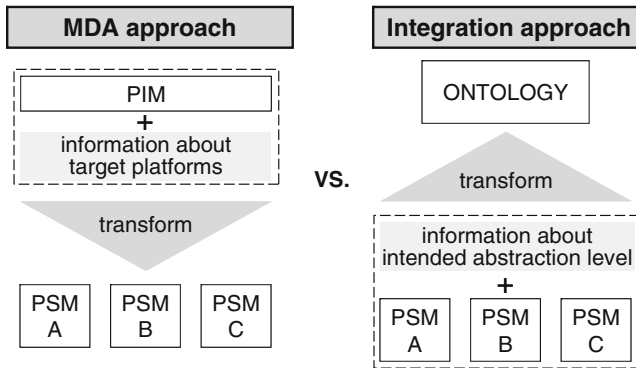 MDA approach
PIM
+
information about
target platforms
transform
PSM
A
PSM
B
PSM
C
VS.
Integration approach
ONTOLOGY
transform
information about
intended abstraction level
+
PSM
A
PSM
B
PSM
C